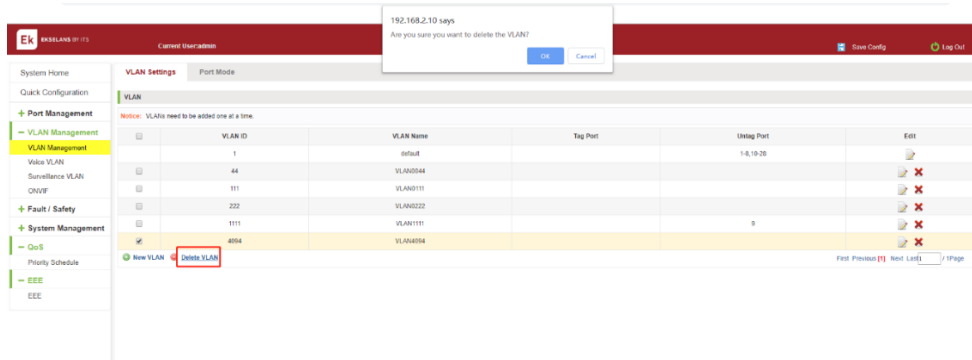 192.168.2.10 says
Are you sure you want to delete the VLAN?
OK Cancel
Ek EKSELANS BY ITS
Current User:admin
Save Config Log Out
System Home
Quick Configuration
Port Management
VLAN Management
VLAN Management
Voice VLAN
Surveillance VLAN
ONVIF
Fault / Safety
System Management
QoS
Priority Schedule
EEE
EEE
VLAN Settings Port Mode
VLAN
Notice: VLANs need to be added one at a time.
VLAN ID VLAN Name Tag Port Untag Port Edit
1 default 1-8,10-28
44 VLAN0044
111 VLAN0111
222 VLAN0222
1111 VLAN1111 9
4094 VLAN4094
New VLAN Delete VLAN
First Previous [1] Next Last 1 / 1Page